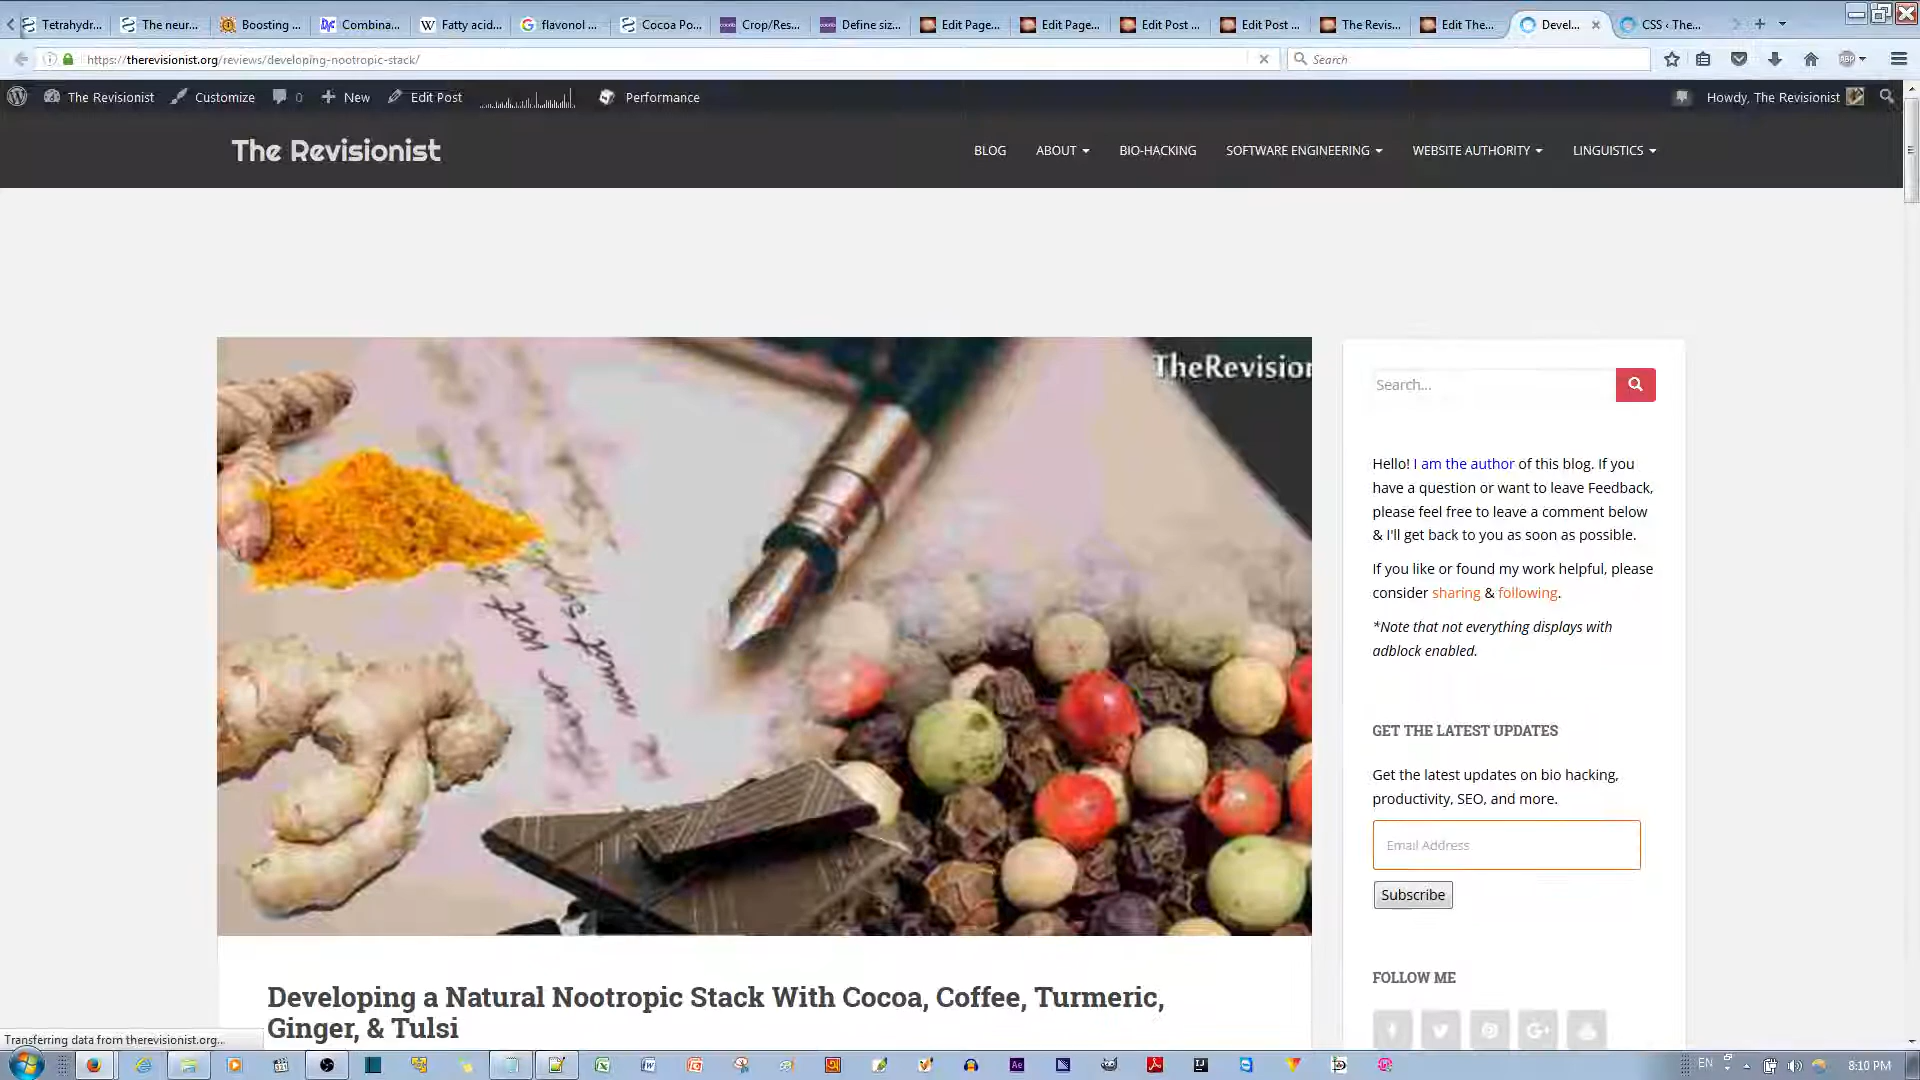 Tetrahydr...
The neur...
Boosting ...
Combina...
Fatty acid...
flavonol ...
Cocoa Po...
Crop/Res...
Define siz...
Edit Page...
Edit Page...
Edit Post ...
Edit Post ...
The Revis...
Edit The...
Devel...
CSS ‹ The...
https://therevisionist.org/reviews/developing-nootropic-stack/
Search
The Revisionist
Customize
0
New
Edit Post
Performance
Howdy, The Revisionist
The Revisionist
BLOG
ABOUT
BIO-HACKING
SOFTWARE ENGINEERING
WEBSITE AUTHORITY
LINGUISTICS
TheRevision
Search...
Hello! I am the author of this blog. If you
have a question or want to leave Feedback,
please feel free to leave a comment below
& I'll get back to you as soon as possible.
If you like or found my work helpful, please
consider sharing & following.
*Note that not everything displays with
adblock enabled.
GET THE LATEST UPDATES
Get the latest updates on bio hacking,
productivity, SEO, and more.
Email Address
Subscribe
FOLLOW ME
Developing a Natural Nootropic Stack With Cocoa, Coffee, Turmeric,
Ginger, & Tulsi
Transferring data from therevisionist.org...
EN
8:10 PM